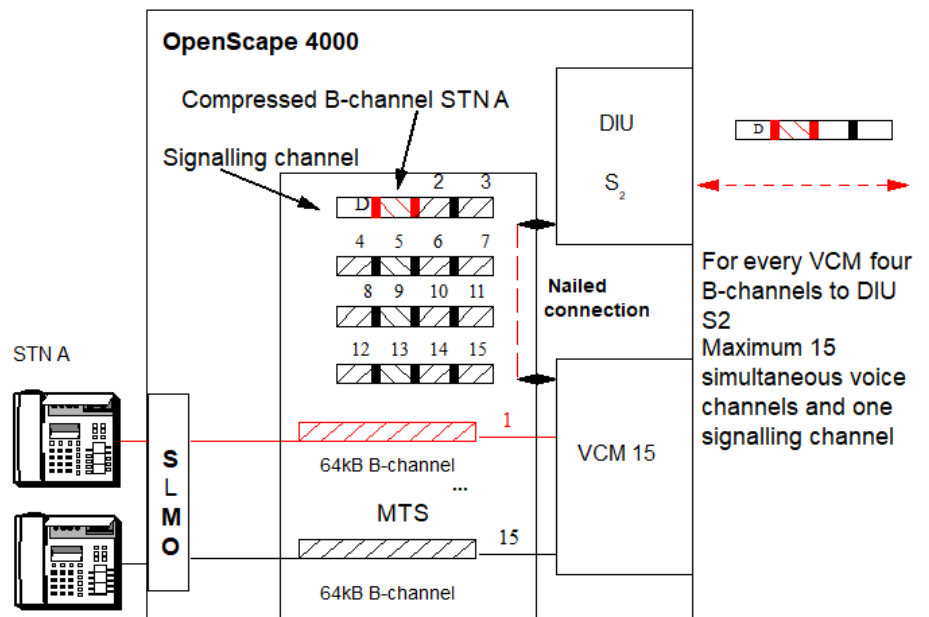 OpenScape 4000
Compressed B-channel STN A
Signalling channel
DIU
S2
D
D 2 3
4 5 6 7
8 9 10 11
12 13 14 15
Nailed
connection
For every VCM four
B-channels to DIU
S2
Maximum 15
simultaneous voice
channels and one
signalling channel
STN A
SLMO
1
64kB B-channel
VCM 15
...
MTS
15
64kB B-channel